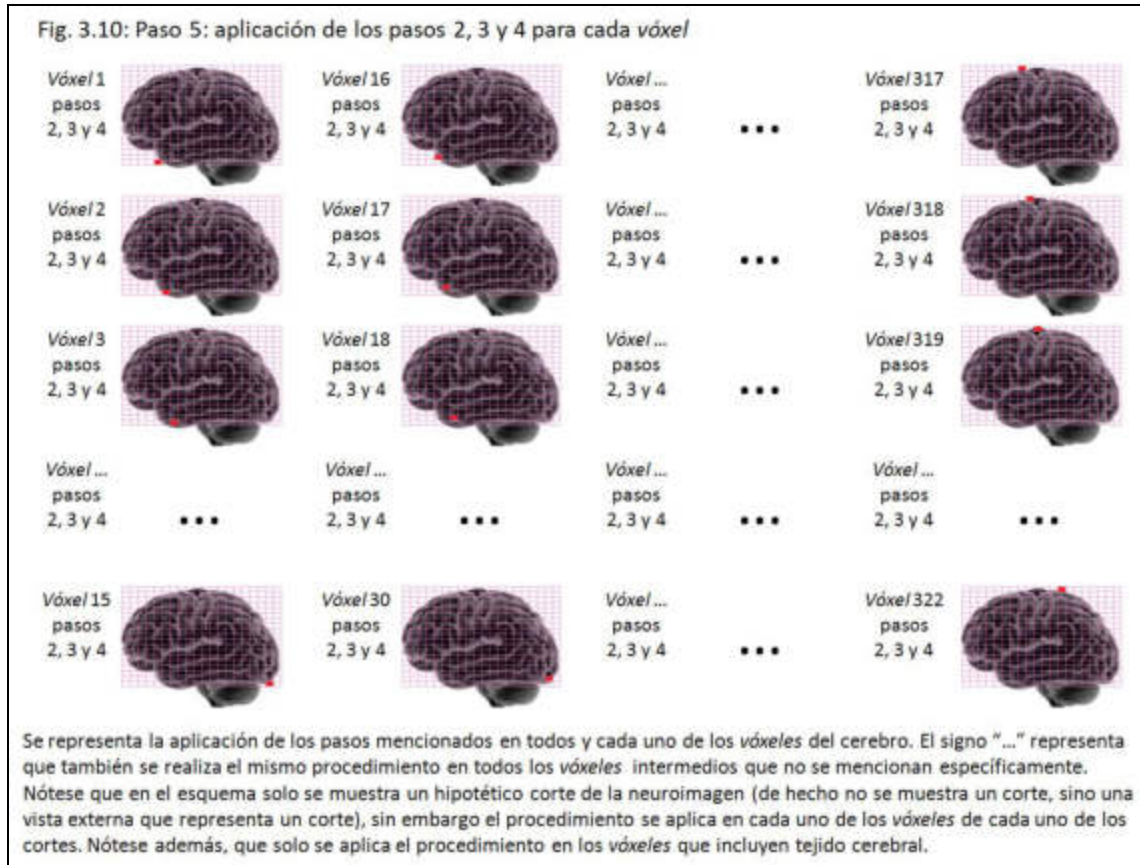 Fig. 3.10: Paso 5: aplicación de los pasos 2, 3 y 4 para cada vóxel
Vóxel 1
pasos
2, 3 y 4
Vóxel 16
pasos
2, 3 y 4
Vóxel ...
pasos
2, 3 y 4
...
Vóxel 317
pasos
2, 3 y 4
Vóxel 2
pasos
2, 3 y 4
Vóxel 17
pasos
2, 3 y 4
Vóxel ...
pasos
2, 3 y 4
...
Vóxel 318
pasos
2, 3 y 4
Vóxel 3
pasos
2, 3 y 4
Vóxel 18
pasos
2, 3 y 4
Vóxel ...
pasos
2, 3 y 4
...
Vóxel 319
pasos
2, 3 y 4
Vóxel ...
pasos
2, 3 y 4
...
Vóxel ...
pasos
2, 3 y 4
...
Vóxel ...
pasos
2, 3 y 4
...
Vóxel ...
pasos
2, 3 y 4
...
Vóxel 15
pasos
2, 3 y 4
Vóxel 30
pasos
2, 3 y 4
Vóxel ...
pasos
2, 3 y 4
...
Vóxel 322
pasos
2, 3 y 4
Se representa la aplicación de los pasos mencionados en todos y cada uno de los vóxeles del cerebro. El signo "..." representa
que también se realiza el mismo procedimiento en todos los vóxeles intermedios que no se mencionan específicamente.
Nótese que en el esquema solo se muestra un hipotético corte de la neuroimagen (de hecho no se muestra un corte, sino una
vista externa que representa un corte), sin embargo el procedimiento se aplica en cada uno de los vóxeles de cada uno de los
cortes. Nótese además, que solo se aplica el procedimiento en los vóxeles que incluyen tejido cerebral.